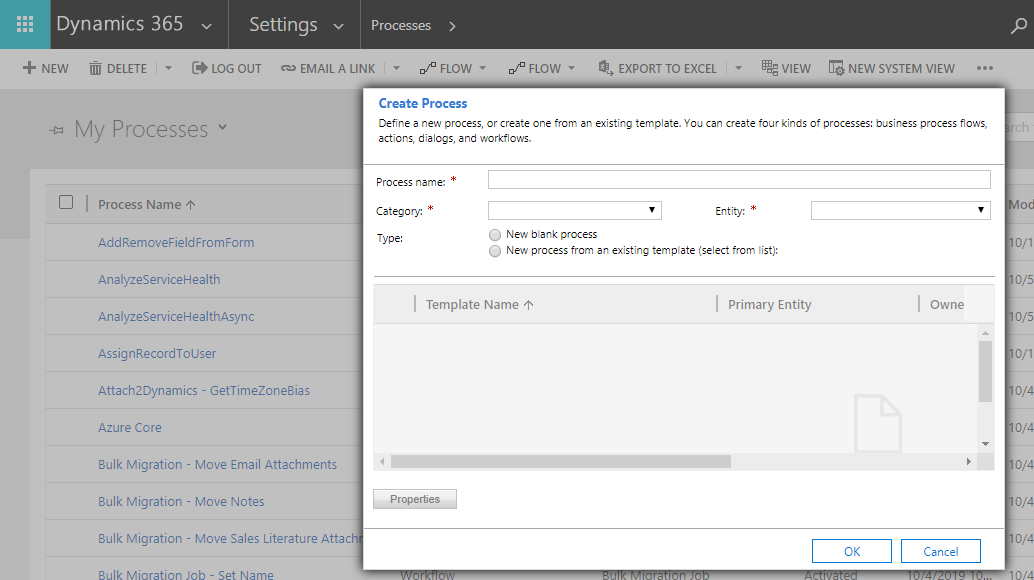 Dynamics 365 Settings Processes
NEW DELETE LOG OUT EMAIL A LINK FLOW FLOW EXPORT TO EXCEL VIEW NEW SYSTEM VIEW
My Processes
Process Name
AddRemoveFieldFromForm
AnalyzeServiceHealth
AnalyzeServiceHealthAsync
AssignRecordToUser
Attach2Dynamics - GetTimeZoneBias
Azure Core
Bulk Migration - Move Email Attachments
Bulk Migration - Move Notes
Bulk Migration - Move Sales Literature Attachm
Bulk Migration Job - Set Name Workflow Bulk Migration Job Activated 10/4/2019 10...
Create Process
Define a new process, or create one from an existing template. You can create four kinds of processes: business process flows,
actions, dialogs, and workflows.
Process name: *
Category: * Entity: *
Type: New blank process
New process from an existing template (select from list):
Template Name Primary Entity Owne
Properties
OK Cancel
arch
Mod
10/1
10/5
10/5
10/1
10/4
10/4
10/4
10/4
10/4